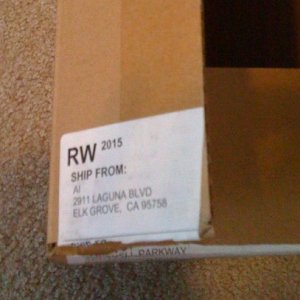 RW 2015
SHIP FROM:
AI
2911 LAGUNA BLVD
ELK GROVE, CA 95758
PARKWAY